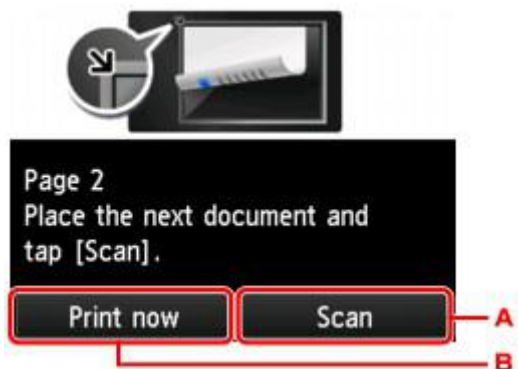 Page 2
Place the next document and
tap [Scan].
Print now
Scan
A
B